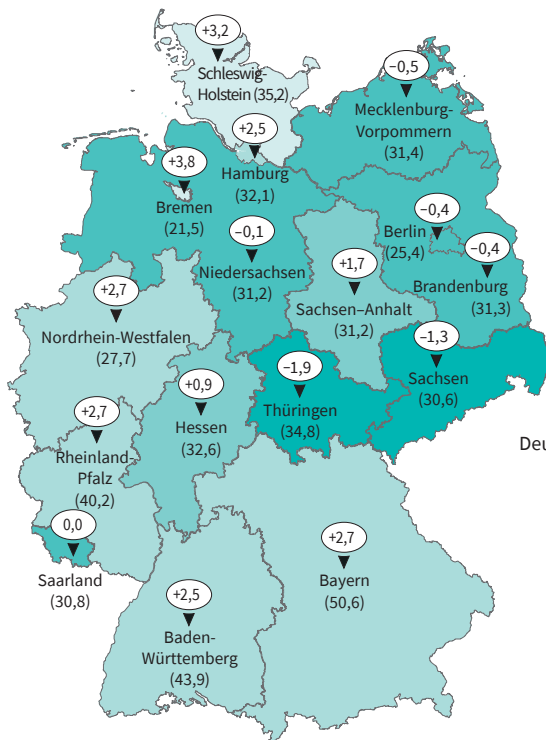 +3,2
Schleswig-
Holstein (35,2)
−0,5
Mecklenburg-
Vorpommern
(31,4)
+2,5
Hamburg
(32,1)
+3,8
Bremen
(21,5)
−0,1
Niedersachsen
(31,2)
−0,4
Berlin
(25,4)
−0,4
Brandenburg
(31,3)
+1,7
Sachsen–Anhalt
(31,2)
+2,7
Nordrhein-Westfalen
(27,7)
−1,3
Sachsen
(30,6)
−1,9
Thüringen
(34,8)
+0,9
Hessen
(32,6)
+2,7
Rheinland-
Pfalz
(40,2)
Deu
0,0
Saarland
(30,8)
+2,7
Bayern
(50,6)
+2,5
Baden-
Württemberg
(43,9)